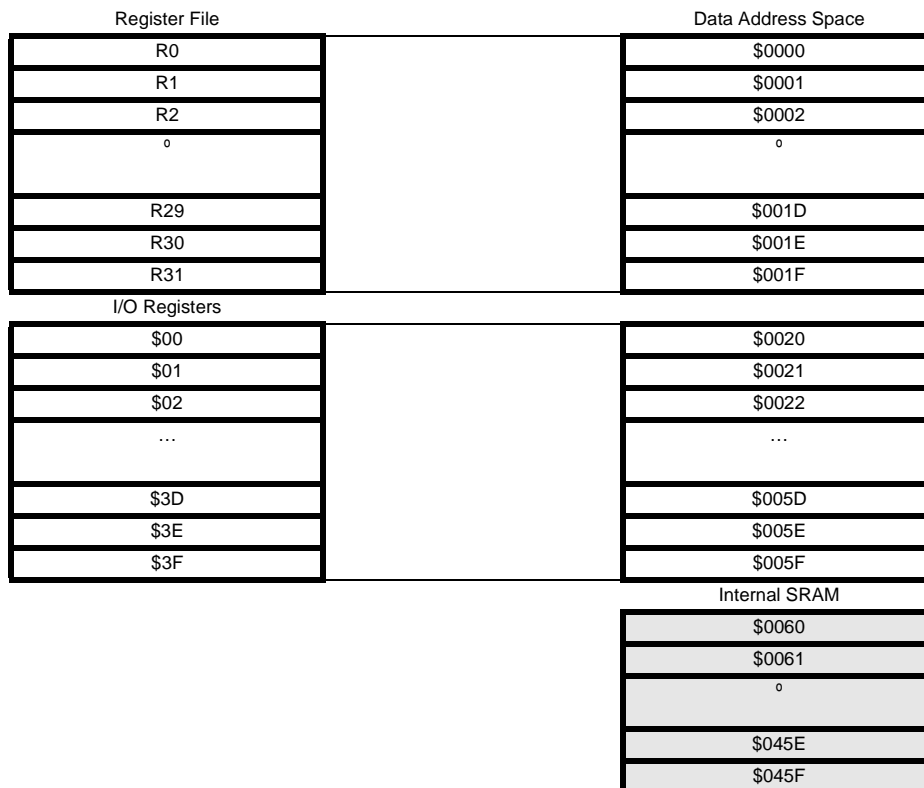 Register File Data Address Space
R0 $0000
R1 $0001
R2 $0002
º º
R29 $001D
R30 $001E
R31 $001F
I/O Registers
$00 $0020
$01 $0021
$02 $0022
… …
$3D $005D
$3E $005E
$3F $005F
Internal SRAM
$0060
$0061
º
$045E
$045F